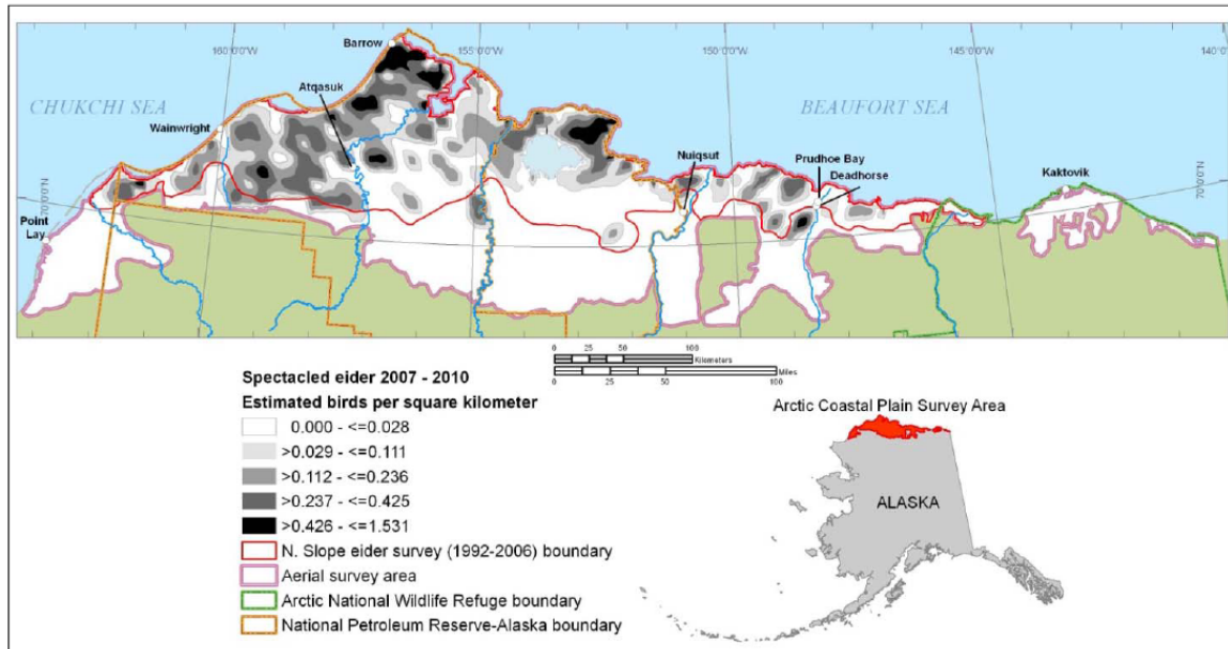 Barrow
160°0'0"W
155°0'0"W
150°0'0"W
145°0'0"W
140°0'0"
Atqasuk
CHUKCHI SEA
BEAUFORT SEA
Wainwright
Nuiqsut
Prudhoe Bay
Deadhorse
Kaktovik
70°0'0"N
70°0'0"N
Point
Lay
0 25 50 100
Kilometers
Miles
0 25 50 100
Spectacled eider 2007 - 2010
Estimated birds per square kilometer
0.000 - <=0.028
>0.029 - <=0.111
>0.112 - <=0.236
>0.237 - <=0.425
>0.426 - <=1.531
N. Slope eider survey (1992-2006) boundary
Aerial survey area
Arctic National Wildlife Refuge boundary
National Petroleum Reserve-Alaska boundary
Arctic Coastal Plain Survey Area
ALASKA